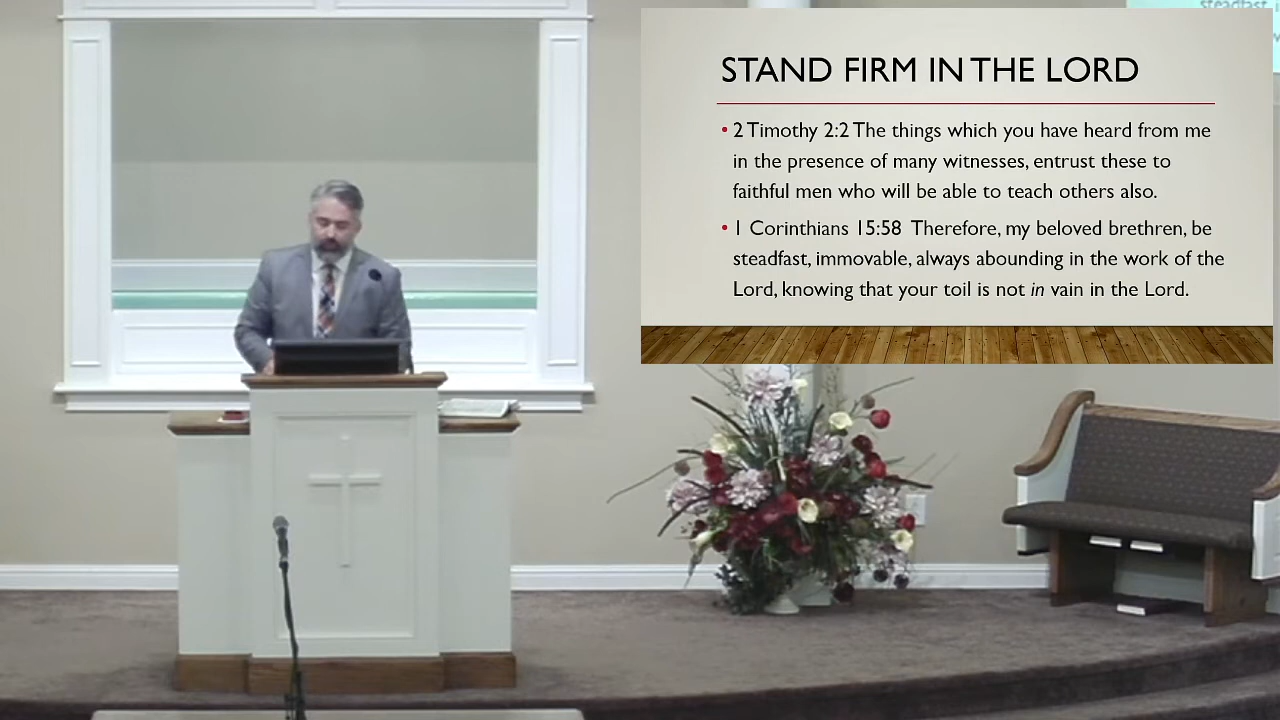 STAND FIRM IN THE LORD
• 2 Timothy 2:2 The things which you have heard from me
in the presence of many witnesses, entrust these to
faithful men who will be able to teach others also.
• 1 Corinthians 15:58 Therefore, my beloved brethren, be
steadfast, immovable, always abounding in the work of the
Lord, knowing that your toil is not in vain in the Lord.
steadfast,